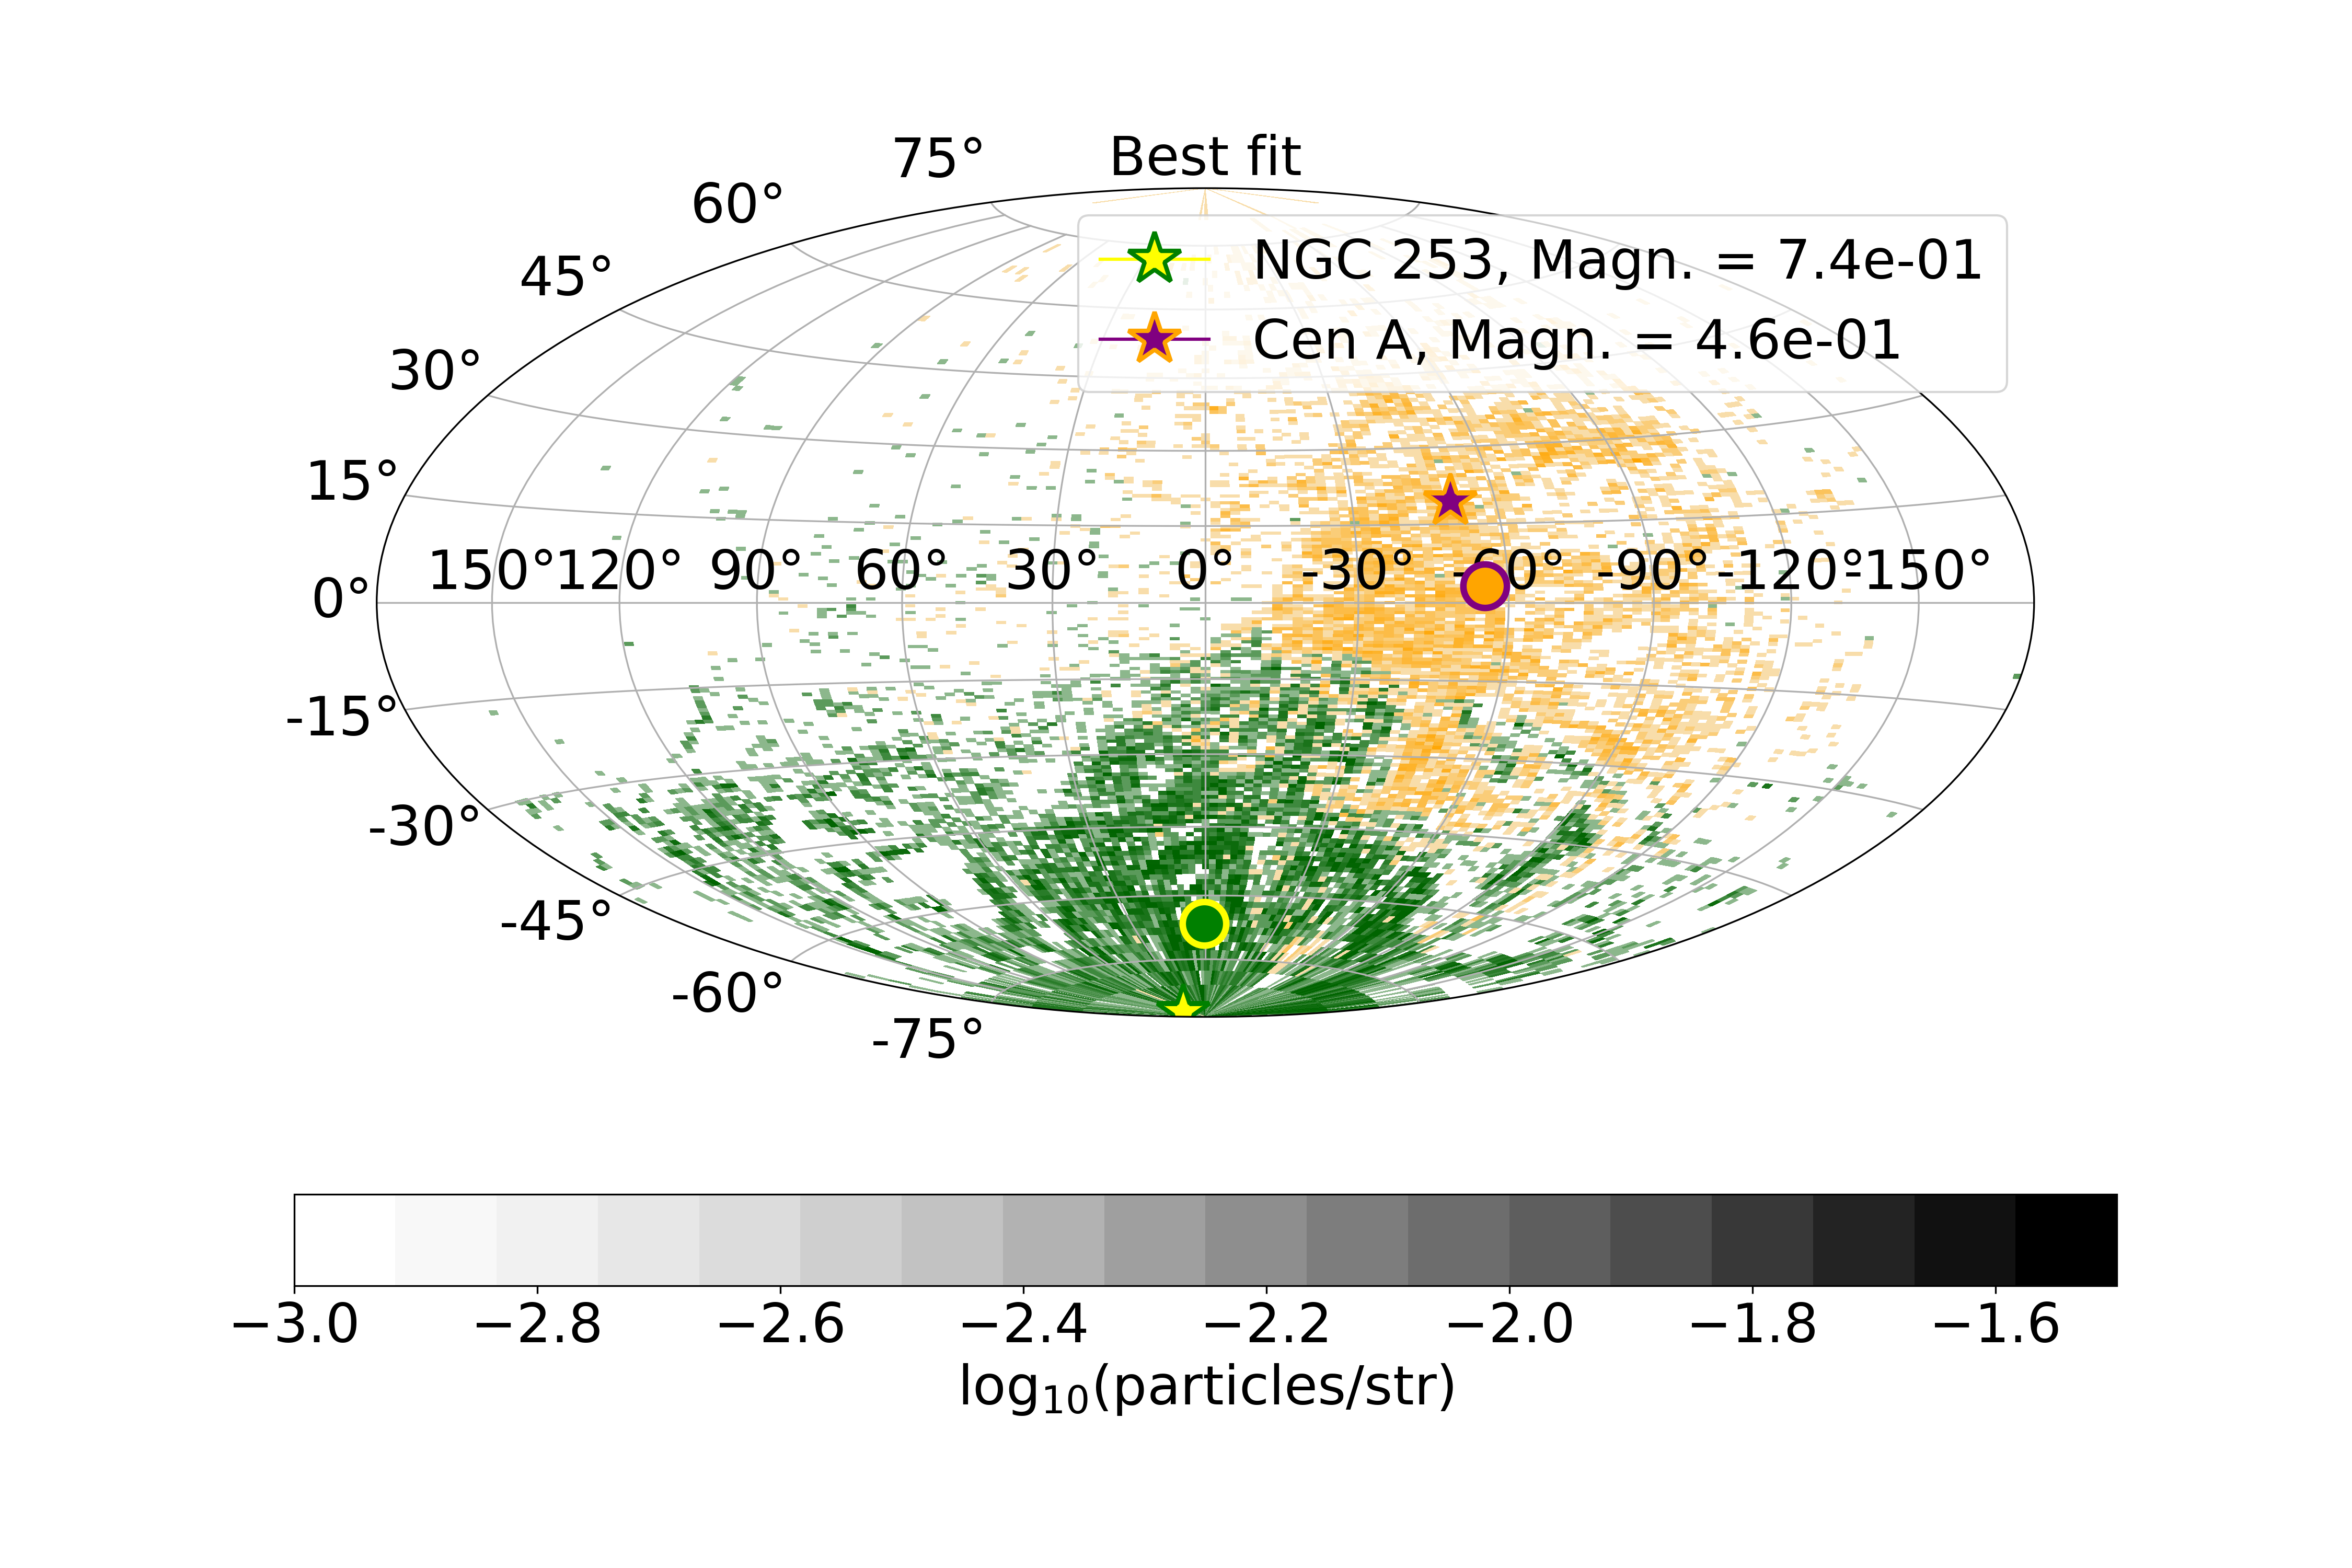 Best fit
75°
60°
45°
30°
15°
0°
-15°
-30°
-45°
-60°
-75°
NGC 253, Magn. = 7.4e-01
Cen A, Magn. = 4.6e-01
150° 120° 90° 60° 30° 0° -30° -60° -90° -120° -150°
−3.0 −2.8 −2.6 −2.4 −2.2 −2.0 −1.8 −1.6
log₁₀(particles/str)